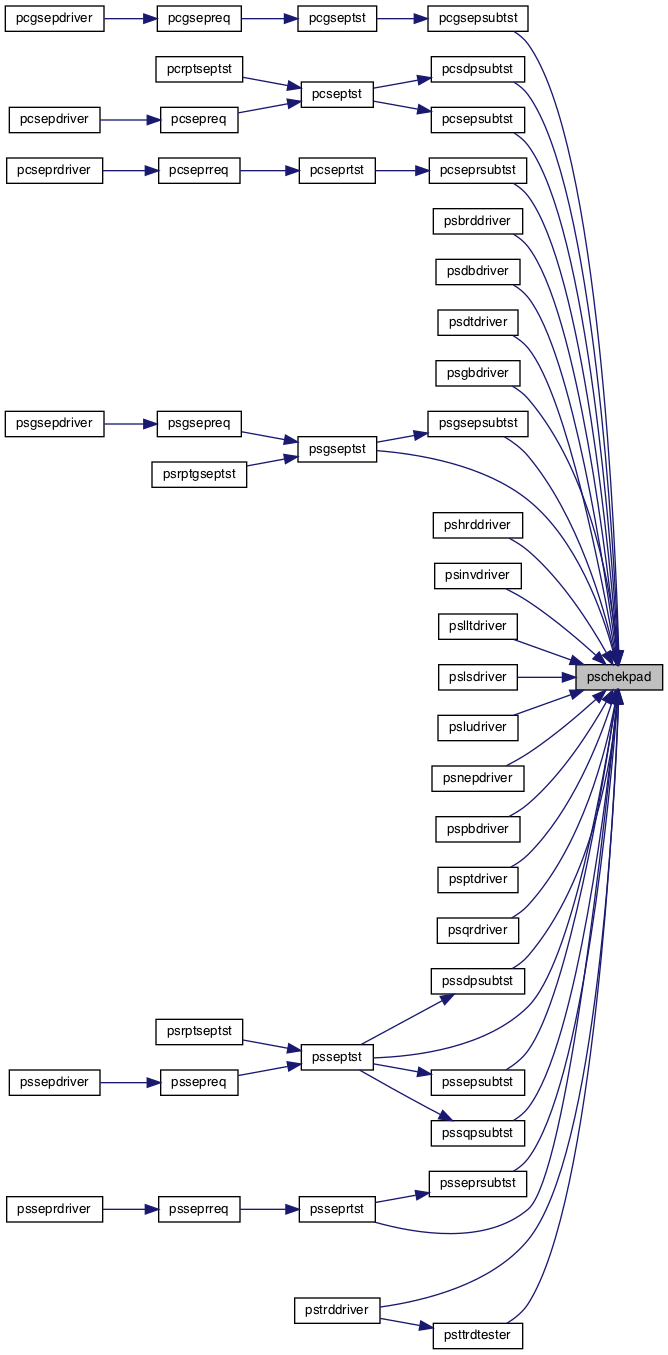 pcgsepdriver
pcgsepreq
pcgseptst
pcgsepsubtst
pcrptseptst
pcsdpsubtst
pcseptst
pcsepdriver
pcsepreq
pcsepsubtst
pcseprdriver
pcseprreq
pcseprtst
pcseprsubtst
psbrddriver
psdbdriver
psdtdriver
psgbdriver
psgsepdriver
psgsepreq
psgsepsubtst
psgseptst
psrptgseptst
pshrddriver
psinvdriver
pslltdriver
pslsdriver
pschekpad
psludriver
psnepdriver
pspbdriver
psptdriver
psqrdriver
pssdpsubtst
psrptseptst
psseptst
pssepdriver
pssepreq
pssepsubtst
pssqpsubtst
psseprsubtst
psseprdriver
psseprreq
psseprtst
pstrddriver
psttrdtester